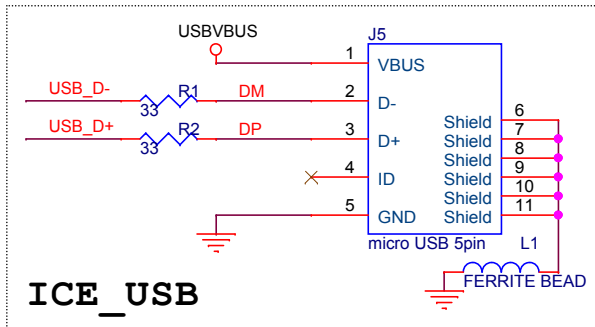 USBVBUS
J5
1
VBUS
USB_D-
R1
DM
2
D-
33
6
Shield
USB_D+
R2
DP
3
D+
7
Shield
33
8
Shield
4
ID
9
Shield
10
Shield
5
GND
11
Shield
micro USB 5pin
L1
FERRITE BEAD
ICE_USB